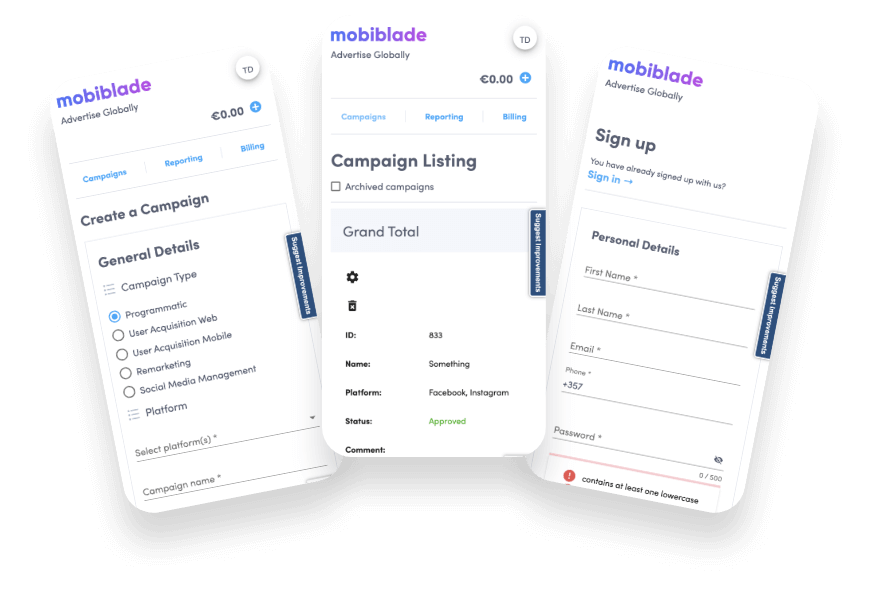 mobiblade
Advertise Globally
TD
€0.00
Campaigns
Reporting
Billing
Create a Campaign
General Details
Campaign Type
Programmatic
User Acquisition Web
User Acquisition Mobile
Remarketing
Social Media Management
Platform
Select platform(s) *
Campaign name *
Suggest Improvements
mobiblade
Advertise Globally
TD
€0.00
Campaigns
Reporting
Billing
Campaign Listing
Archived campaigns
Grand Total
Suggest Improvements
ID: 833
Name: Something
Platform: Facebook, Instagram
Status: Approved
Comment:
mobiblade
Advertise Globally
Sign up
You have already signed up with us?
Sign in →
Personal Details
First Name *
Last Name *
Email *
Phone *
+357
Password *
0 / 500
contains at least one lowercase
Suggest Improvements